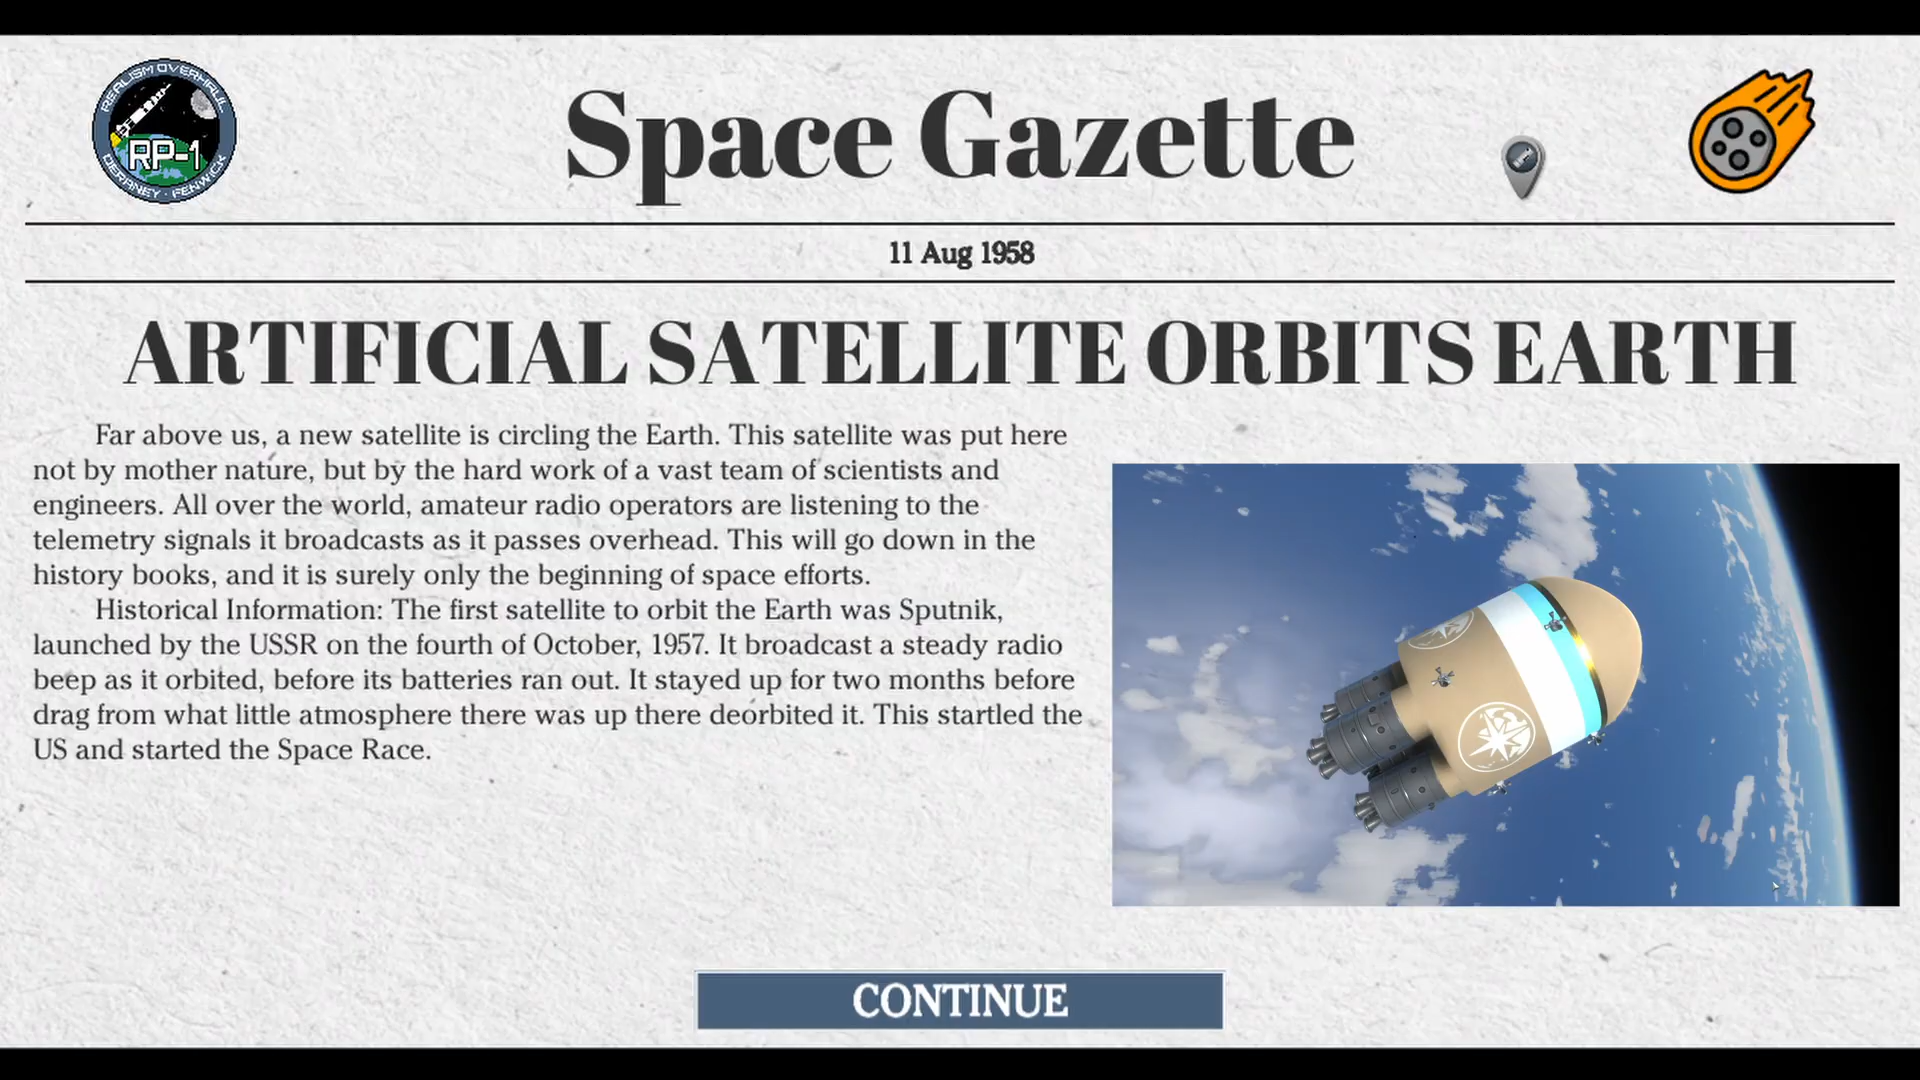 REALISM OVERHAUL
RP-1
DERANEY · FENWICK
Space Gazette
11 Aug 1958
ARTIFICIAL SATELLITE ORBITS EARTH
Far above us, a new satellite is circling the Earth. This satellite was put here
not by mother nature, but by the hard work of a vast team of scientists and
engineers. All over the world, amateur radio operators are listening to the
telemetry signals it broadcasts as it passes overhead. This will go down in the
history books, and it is surely only the beginning of space efforts.
Historical Information: The first satellite to orbit the Earth was Sputnik,
launched by the USSR on the fourth of October, 1957. It broadcast a steady radio
beep as it orbited, before its batteries ran out. It stayed up for two months before
drag from what little atmosphere there was up there deorbited it. This startled the
US and started the Space Race.
CONTINUE